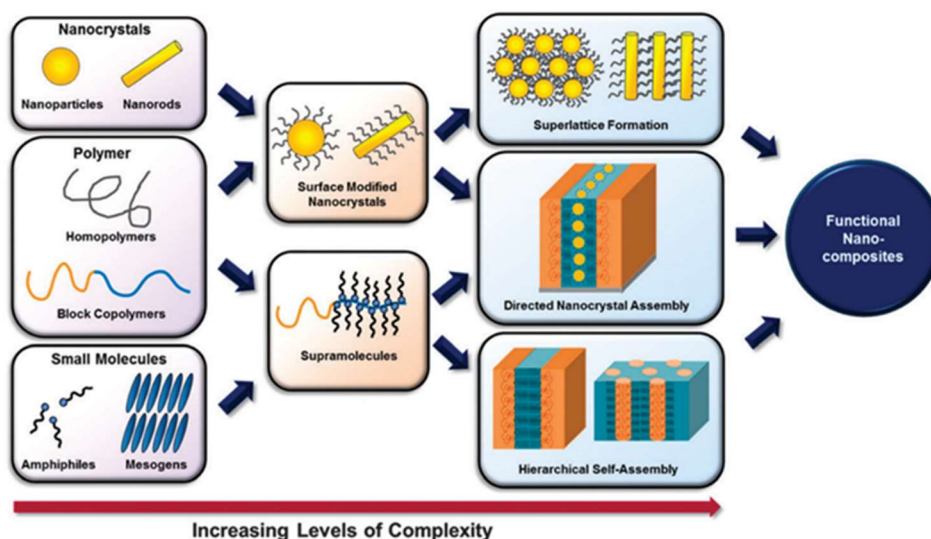 Nanocrystals
Nanoparticles
Nanorods
Polymer
Homopolymers
Block Copolymers
Small Molecules
Amphiphiles
Mesogens
Surface Modified
Nanocrystals
Supramolecules
Superlattice Formation
Directed Nanocrystal Assembly
Hierarchical Self-Assembly
Functional
Nano-
composites
Increasing Levels of Complexity